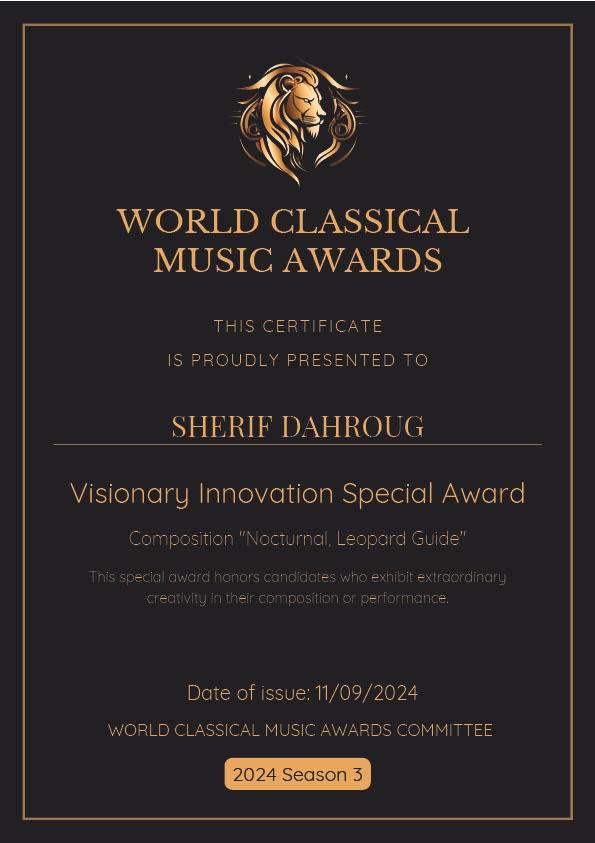 WORLD CLASSICAL
MUSIC AWARDS
THIS CERTIFICATE
IS PROUDLY PRESENTED TO
SHERIF DAHROUG
Visionary Innovation Special Award
Composition "Nocturnal, Leopard Guide"
This special award honors candidates who exhibit extraordinary
creativity in their composition or performance.
Date of issue: 11/09/2024
WORLD CLASSICAL MUSIC AWARDS COMMITTEE
2024 Season 3